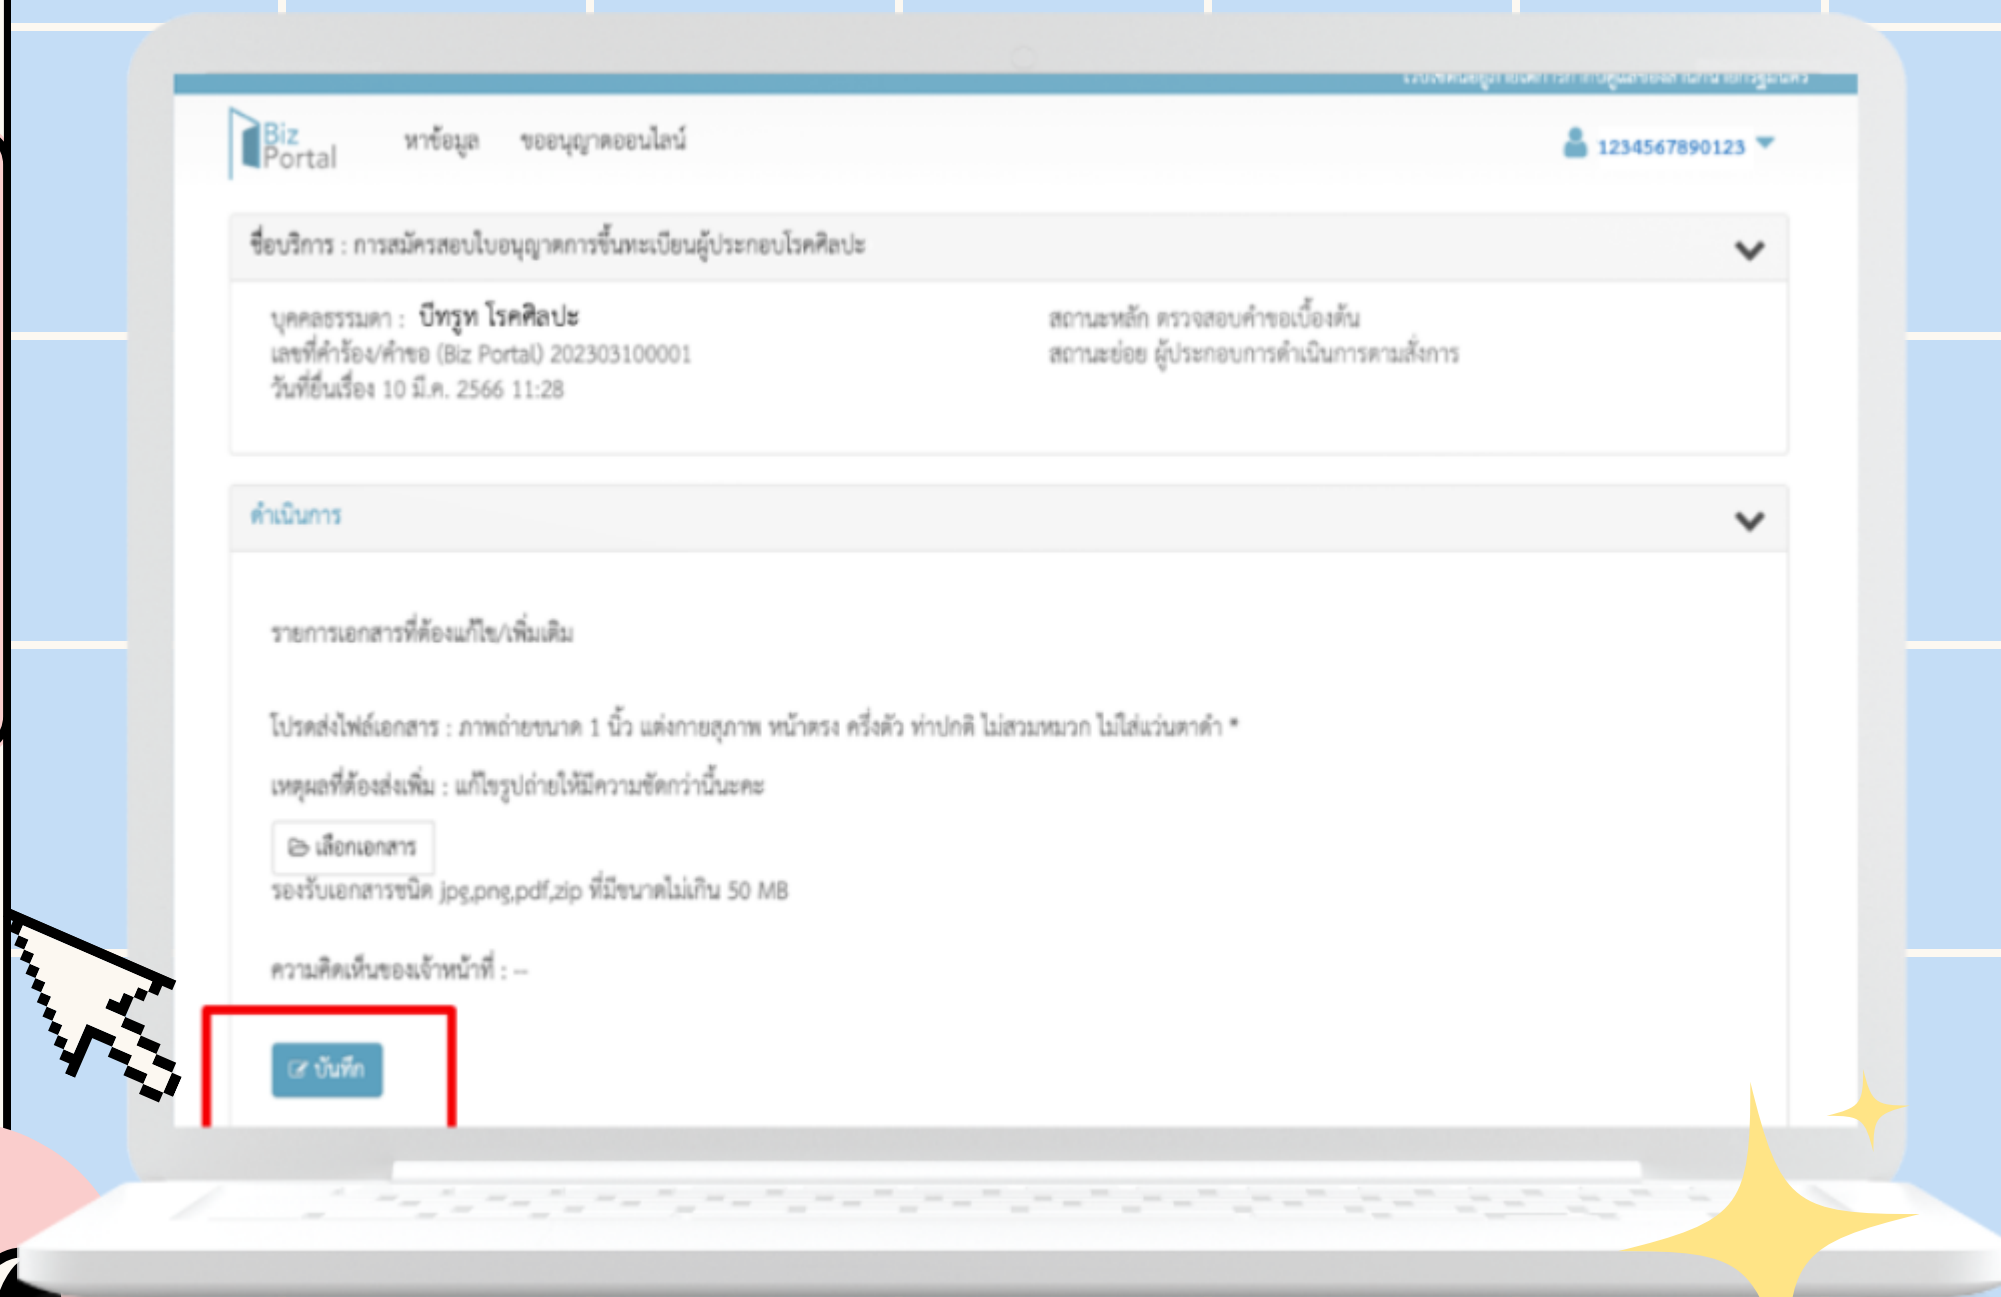 Biz
Portal
หาข้อมูล ขออนุญาตออนไลน์
1234567890123
ชื่อบริการ : การสมัครสอบใบอนุญาตการขึ้นทะเบียนผู้ประกอบโรคศิลปะ
บุคคลธรรมดา : บีทรูท โรคศิลปะ
สถานะหลัก ตรวจสอบคำขอเบื้องต้น
เลขที่คำร้อง/คำขอ (Biz Portal) 202303100001
สถานะย่อย ผู้ประกอบการดำเนินการตามสั่งการ
วันที่ยื่นเรื่อง 10 มี.ค. 2566 11:28
ดำเนินการ
รายการเอกสารที่ต้องแก้ไข/เพิ่มเติม
โปรดส่งไฟล์เอกสาร : ภาพถ่ายขนาด 1 นิ้ว แต่งกายสุภาพ หน้าตรง ครึ่งตัว ท่าปกติ ไม่สวมหมวก ไม่ใส่แว่นตาดำ *
เหตุผลที่ต้องส่งเพิ่ม : แก้ไขรูปถ่ายให้มีความชัดกว่านี้นะคะ
เลือกเอกสาร
รองรับเอกสารชนิด jpg,png,pdf,zip ที่มีขนาดไม่เกิน 50 MB
ความคิดเห็นของเจ้าหน้าที่ : --
บันทึก